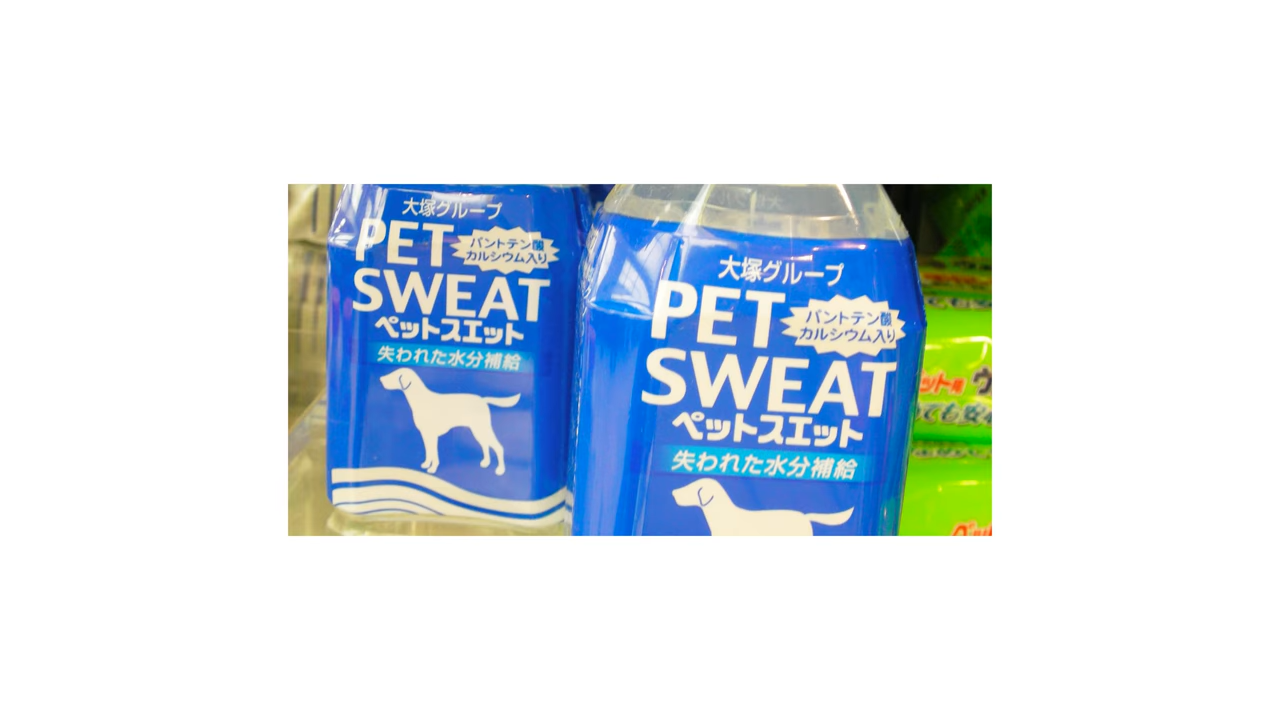 大塚グループ
PET
パントテン酸
カルシウム入り
SWEAT
ペットスエット
失われた水分補給
大塚グループ
PET
パントテン酸
カルシウム入り
SWEAT
ペットスエット
失われた水分補給